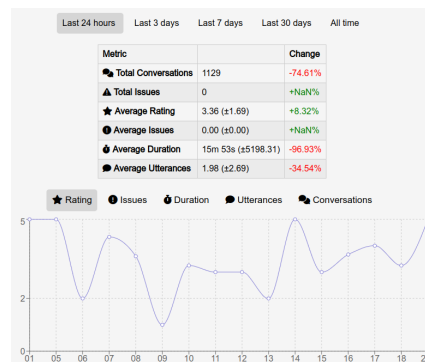 Last 24 hours Last 3 days Last 7 days Last 30 days All time
Metric Change
Total Conversations 1129 -74.61%
Total Issues 0 +NaN%
Average Rating 3.36 (±1.69) +8.32%
Average Issues 0.00 (±0.00) +NaN%
Average Duration 15m 53s (±5198.31) -96.93%
Average Utterances 1.98 (±2.69) -34.54%
Rating Issues Duration Utterances Conversations
5
2
0
01 05 06 07 08 09 10 11 12 13 14 15 16 17 18